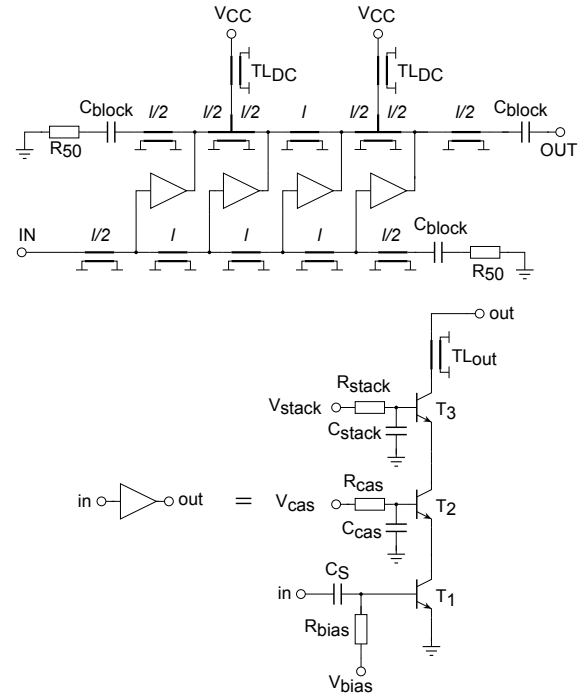 VCC VCC
TLDC TLDC
Cblock l/2 l/2 l/2 l l/2 l/2 l/2 Cblock
R50 OUT
IN l/2 l l l l/2 Cblock
R50
out
TLout
Rstack
Vstack T3
Cstack
Rcas
in out = Vcas T2
Ccas
CS
in T1
Rbias
Vbias